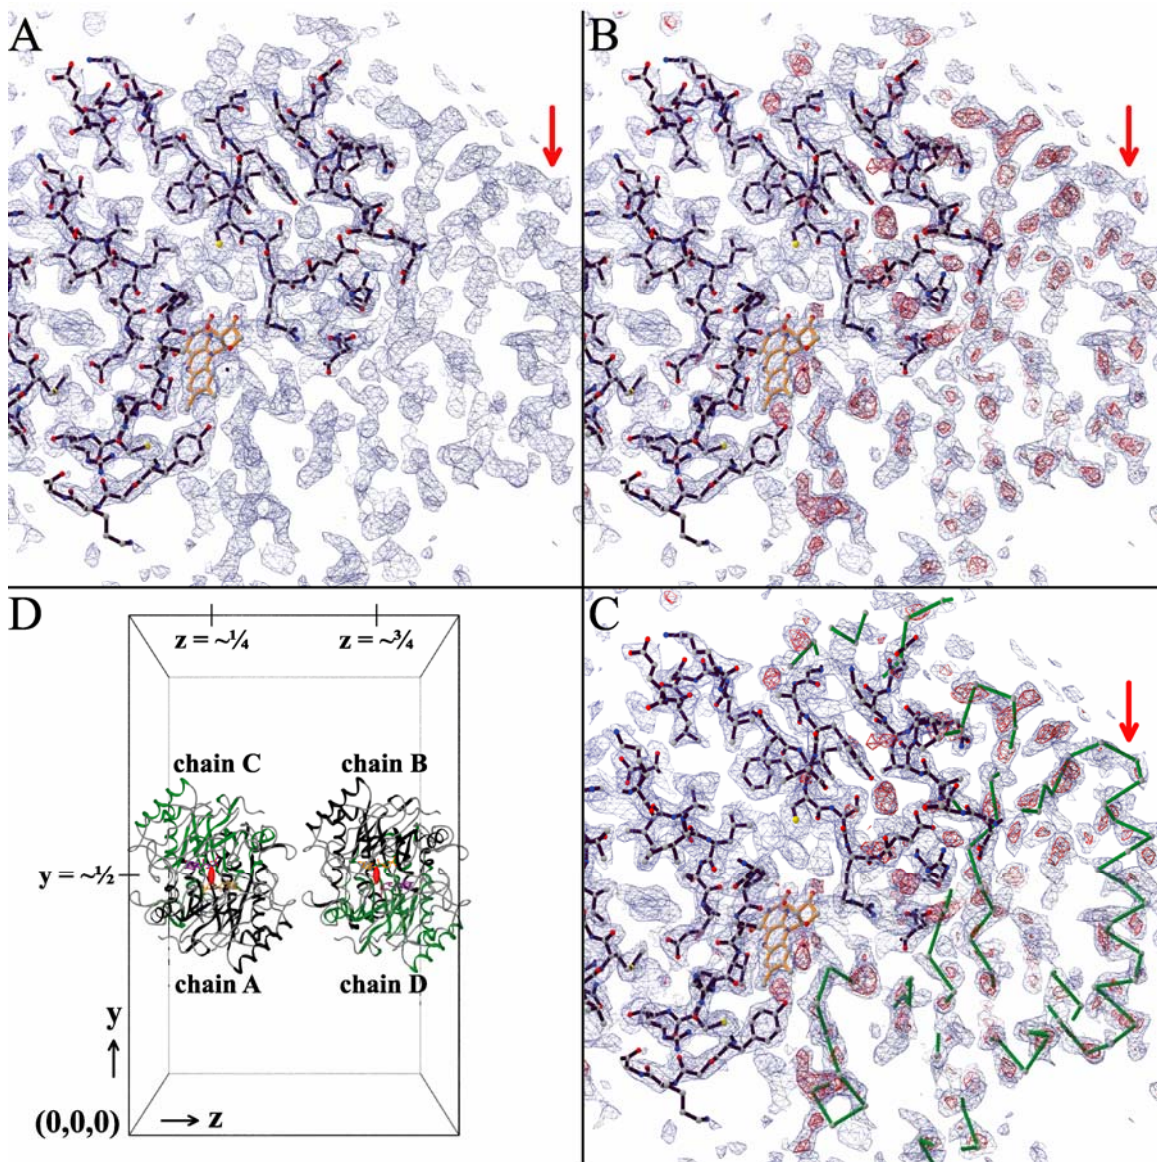 A
B
D
z = ~¼
z = ~¾
chain C
chain B
y = ~½
chain A
chain D
y
(0,0,0)
z
C